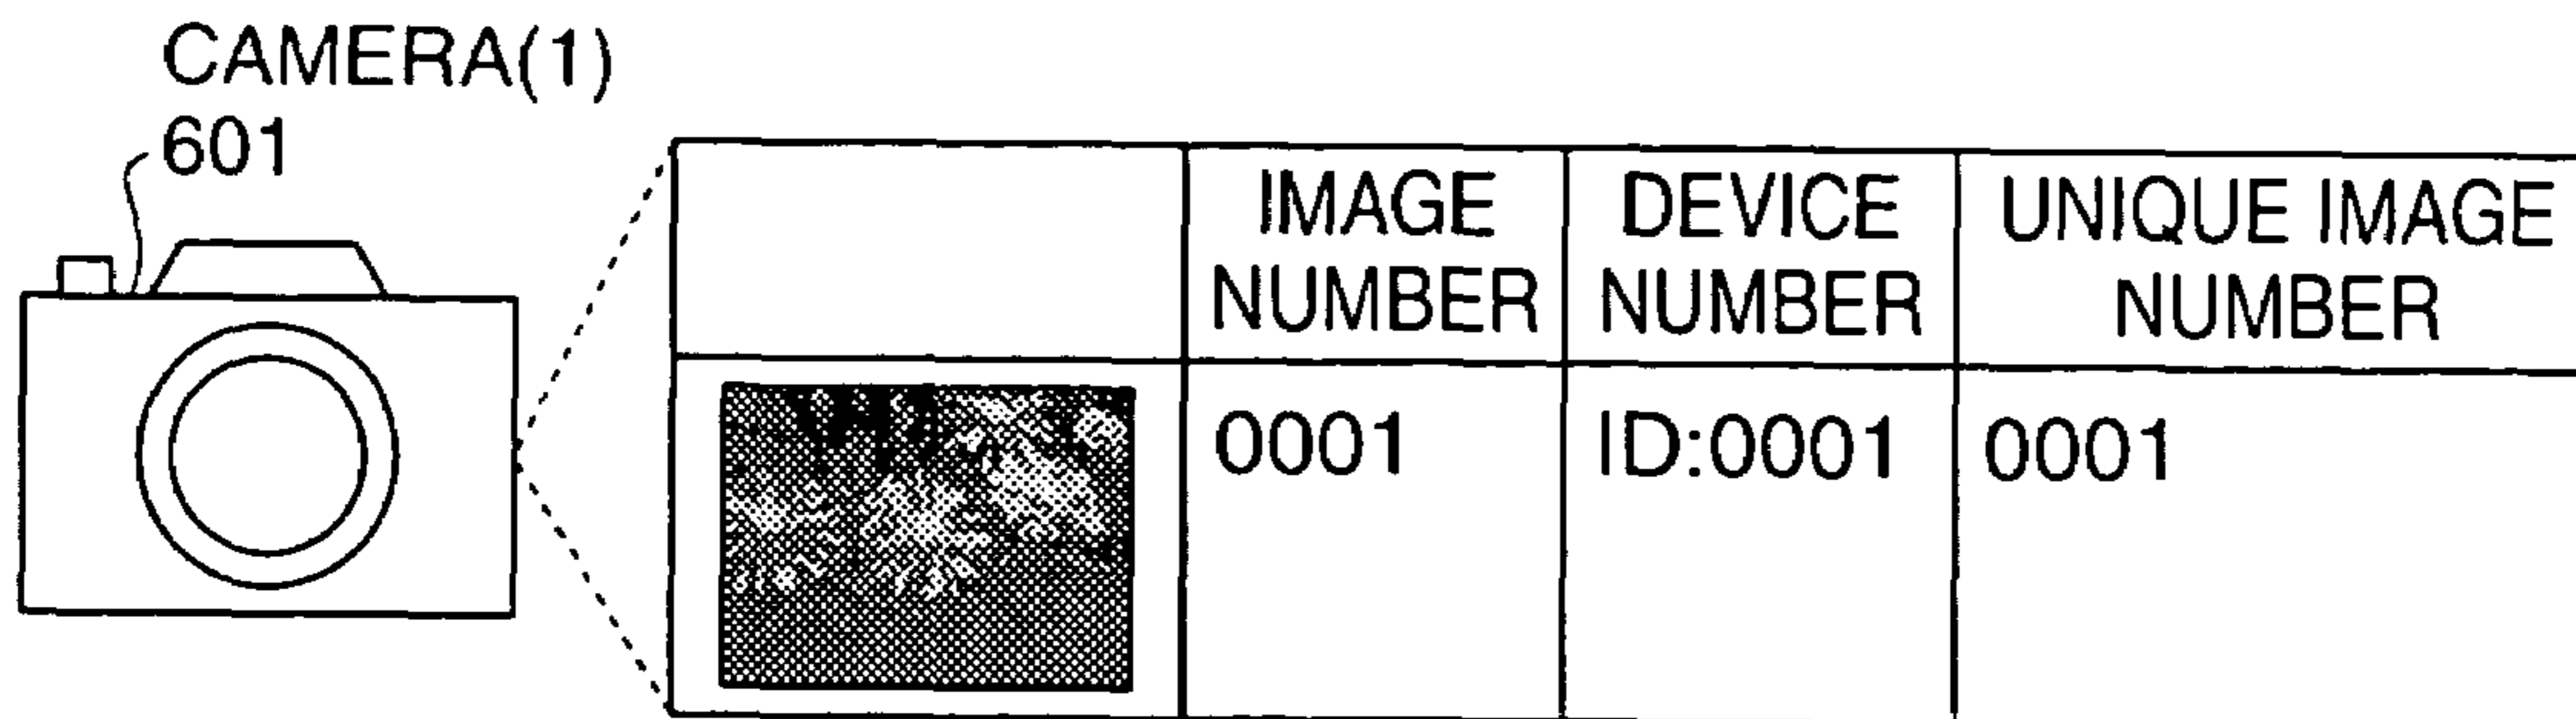 CAMERA(1)
601
IMAGE NUMBER
DEVICE NUMBER
UNIQUE IMAGE NUMBER
0001
ID:0001
0001